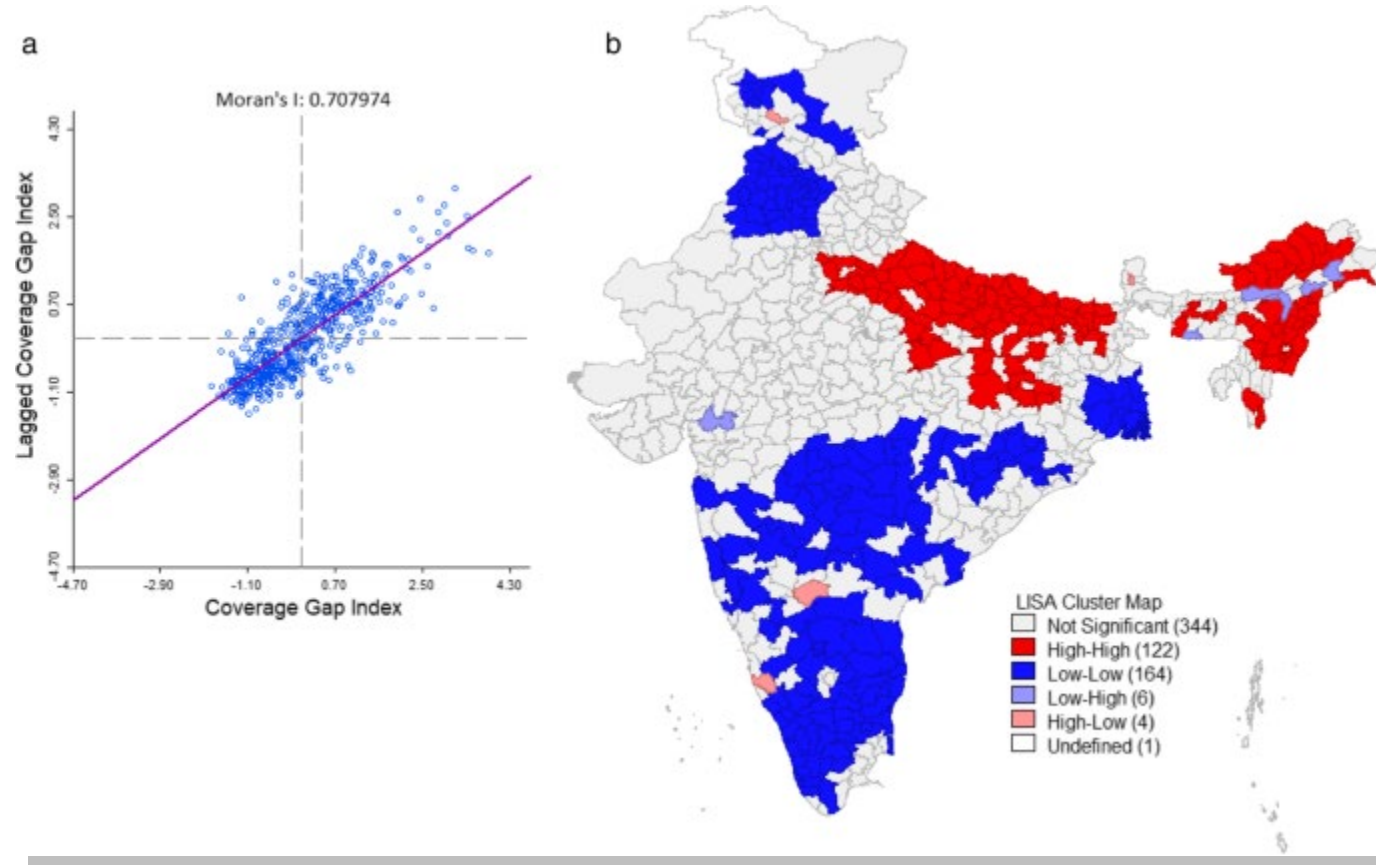 a
b
Moran's I: 0.707974
4.30
2.50
0.70
-1.10
-2.90
-4.70
Lagged Coverage Gap Index
-4.70 -2.90 -1.10 0.70 2.50 4.30
Coverage Gap Index
LISA Cluster Map
Not Significant (344)
High-High (122)
Low-Low (164)
Low-High (6)
High-Low (4)
Undefined (1)